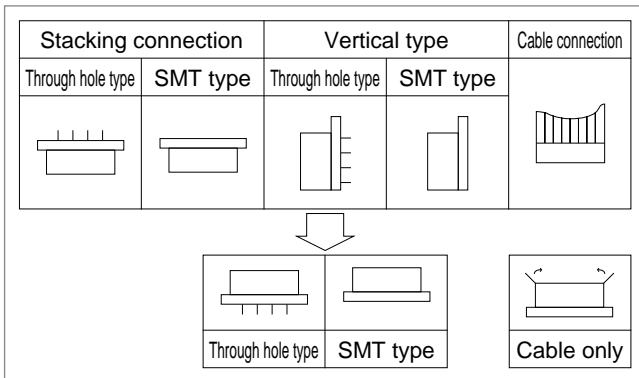 Stacking connection Vertical type Cable connection
Through hole type SMT type Through hole type SMT type
Through hole type SMT type Cable only